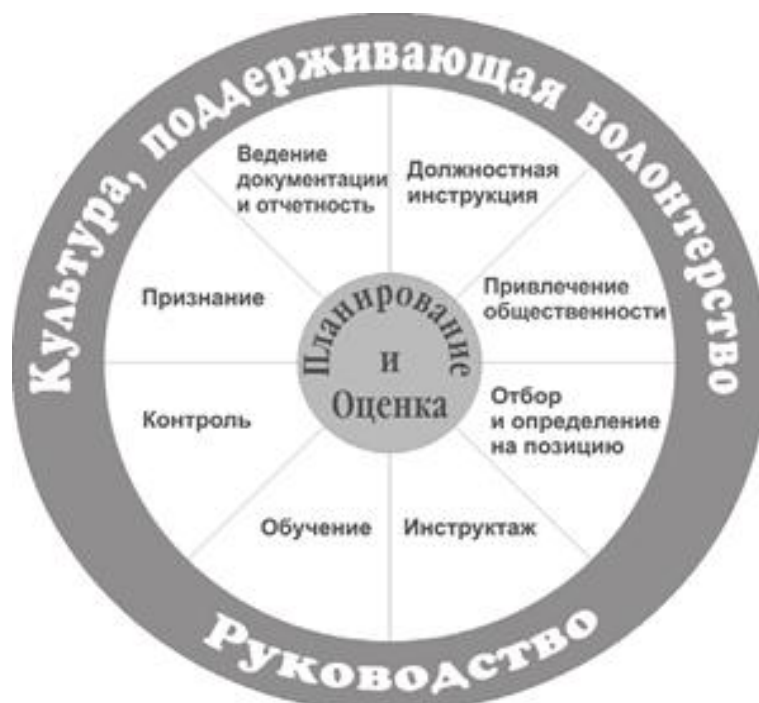 Культура, поддерживающая волонтерство
Ведение
документации
и отчетность
Должностная
инструкция
Признание
Привлечение
общественности
Планирование
и
Оценка
Контроль
Отбор
и определение
на позицию
Обучение
Инструктаж
Руководство